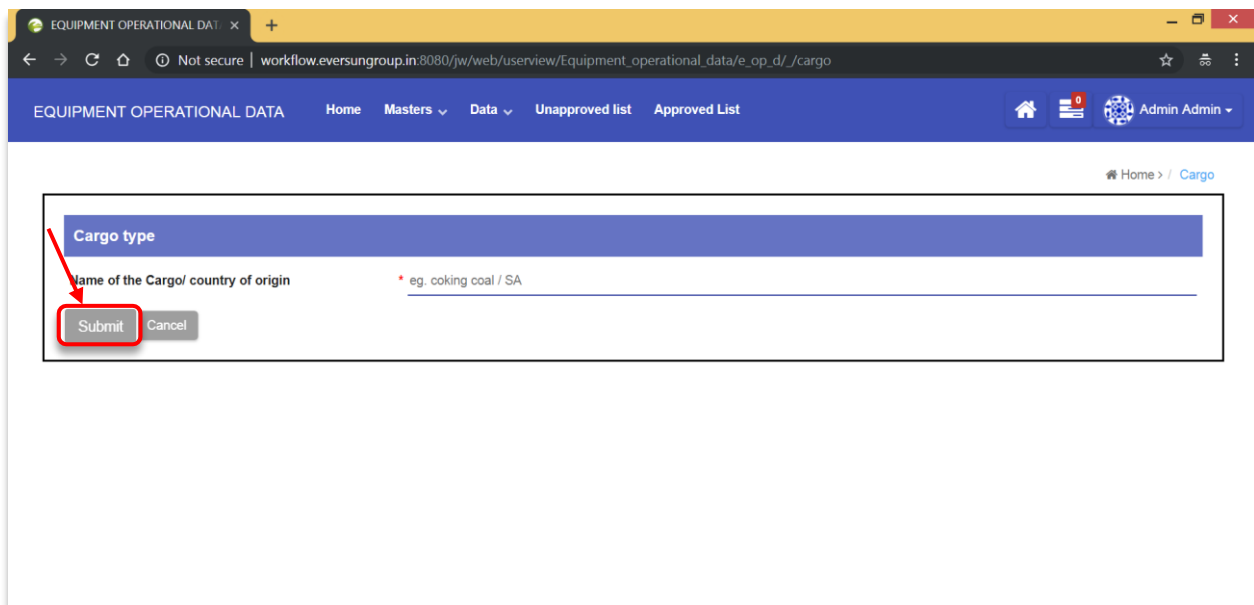 EQUIPMENT OPERATIONAL DAT
Not secure | workflow.eversungroup.in:8080/jw/web/userview/Equipment_operational_data/e_op_d/_/cargo
EQUIPMENT OPERATIONAL DATA Home Masters Data Unapproved list Approved List 0 Admin Admin
Home > / Cargo
Cargo type
Name of the Cargo/ country of origin * eg. coking coal / SA
Submit Cancel